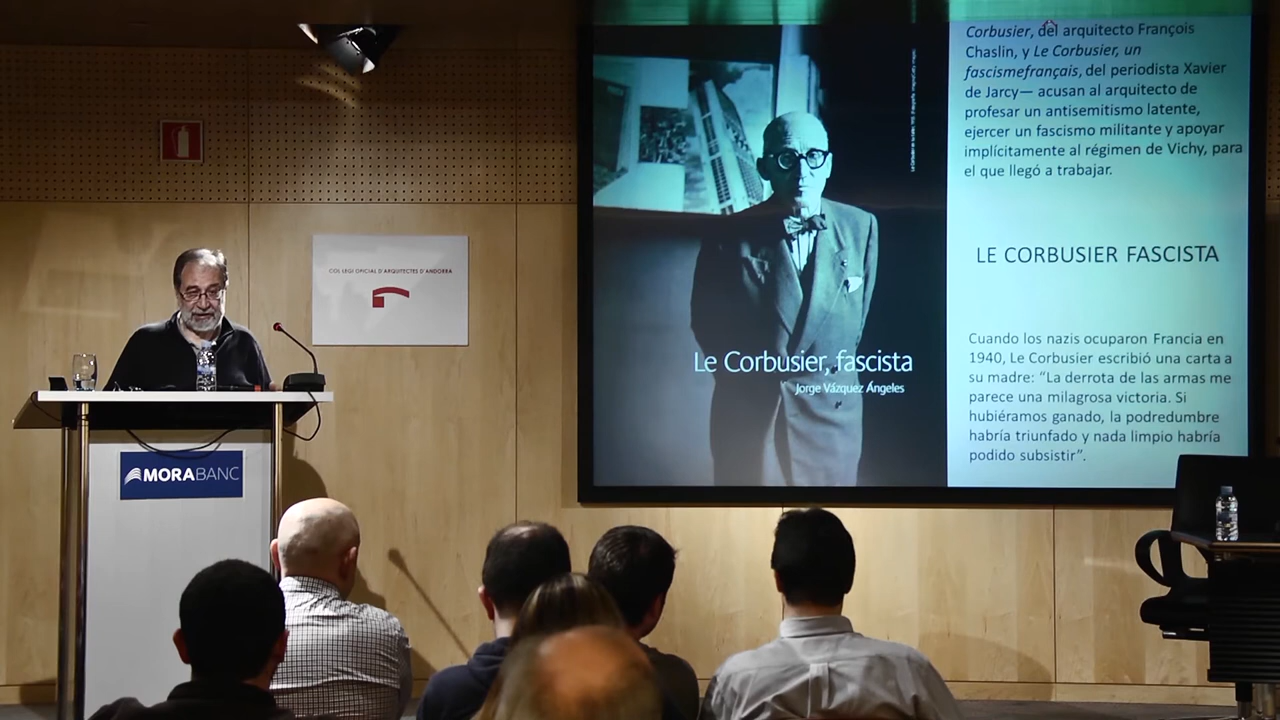 COL·LEGI OFICIAL D'ARQUITECTES D'ANDORRA
MORABANC
Le Corbusier, fascista
Jorge Vázquez Ángeles
Corbusier, del arquitecto François
Chaslin, y Le Corbusier, un
fascismefrançais, del periodista Xavier
de Jarcy— acusan al arquitecto de
profesar un antisemitismo latente,
ejercer un fascismo militante y apoyar
implícitamente al régimen de Vichy, para
el que llegó a trabajar.
LE CORBUSIER FASCISTA
Cuando los nazis ocuparon Francia en
1940, Le Corbusier escribió una carta a
su madre: “La derrota de las armas me
parece una milagrosa victoria. Si
hubiéramos ganado, la podredumbre
habría triunfado y nada limpio habría
podido subsistir”.